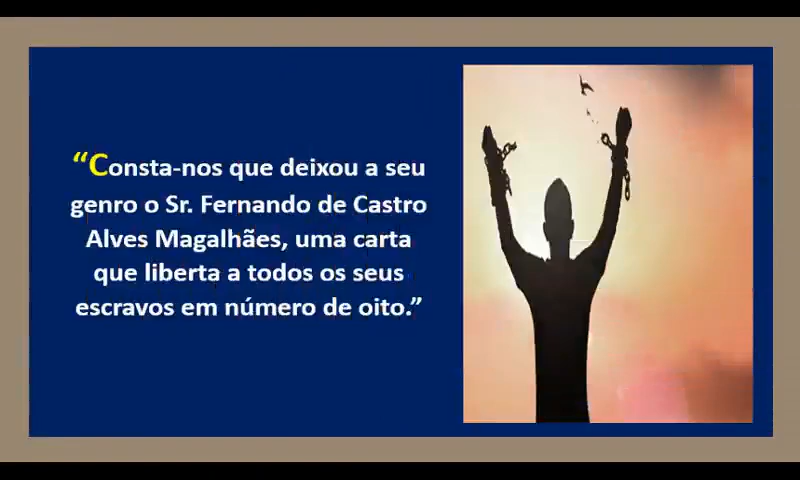 “Consta-nos que deixou a seu
genro o Sr. Fernando de Castro
Alves Magalhães, uma carta
que liberta a todos os seus
escravos em número de oito.”